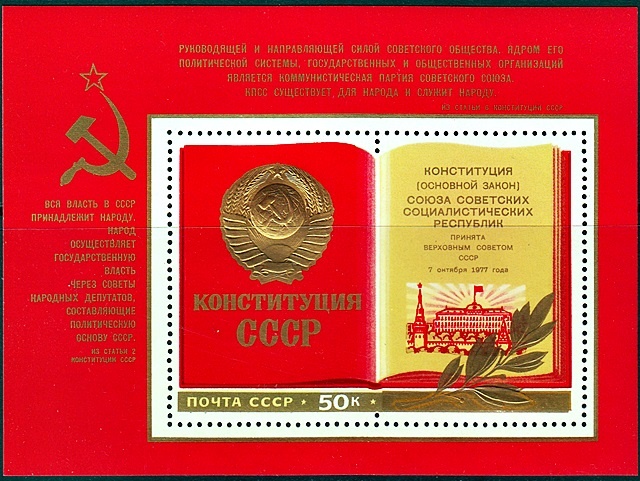 РУКОВОДЯЩЕЙ И НАПРАВЛЯЮЩЕЙ СИЛОЙ СОВЕТСКОГО ОБЩЕСТВА, ЯДРОМ ЕГО
ПОЛИТИЧЕСКОЙ СИСТЕМЫ, ГОСУДАРСТВЕННЫХ И ОБЩЕСТВЕННЫХ ОРГАНИЗАЦИЙ
ЯВЛЯЕТСЯ КОММУНИСТИЧЕСКАЯ ПАРТИЯ СОВЕТСКОГО СОЮЗА.
КПСС СУЩЕСТВУЕТ ДЛЯ НАРОДА И СЛУЖИТ НАРОДУ.
ИЗ СТАТЬИ 6 КОНСТИТУЦИИ СССР
ВСЯ ВЛАСТЬ В СССР
ПРИНАДЛЕЖИТ НАРОДУ.
НАРОД
ОСУЩЕСТВЛЯЕТ
ГОСУДАРСТВЕННУЮ
ВЛАСТЬ
ЧЕРЕЗ СОВЕТЫ
НАРОДНЫХ ДЕПУТАТОВ,
СОСТАВЛЯЮЩИЕ
ПОЛИТИЧЕСКУЮ
ОСНОВУ СССР.
ИЗ СТАТЬИ 2
КОНСТИТУЦИИ СССР
КОНСТИТУЦИЯ
СССР
КОНСТИТУЦИЯ
(ОСНОВНОЙ ЗАКОН)
СОЮЗА СОВЕТСКИХ
СОЦИАЛИСТИЧЕСКИХ
РЕСПУБЛИК
ПРИНЯТА
ВЕРХОВНЫМ СОВЕТОМ
СССР
7 октября 1977 года
ПОЧТА СССР ★ 50К ★